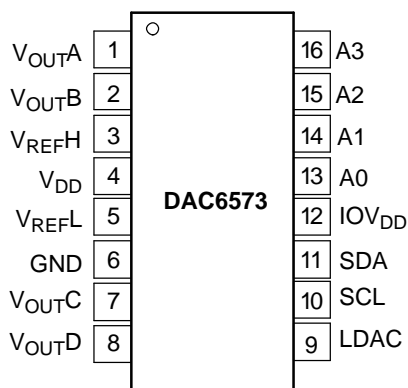 VOUTA 1 16 A3
VOUTB 2 15 A2
VREFH 3 14 A1
VDD 4 13 A0
DAC6573
VREFL 5 12 IOVDD
GND 6 11 SDA
VOUTC 7 10 SCL
VOUTD 8 9 LDAC